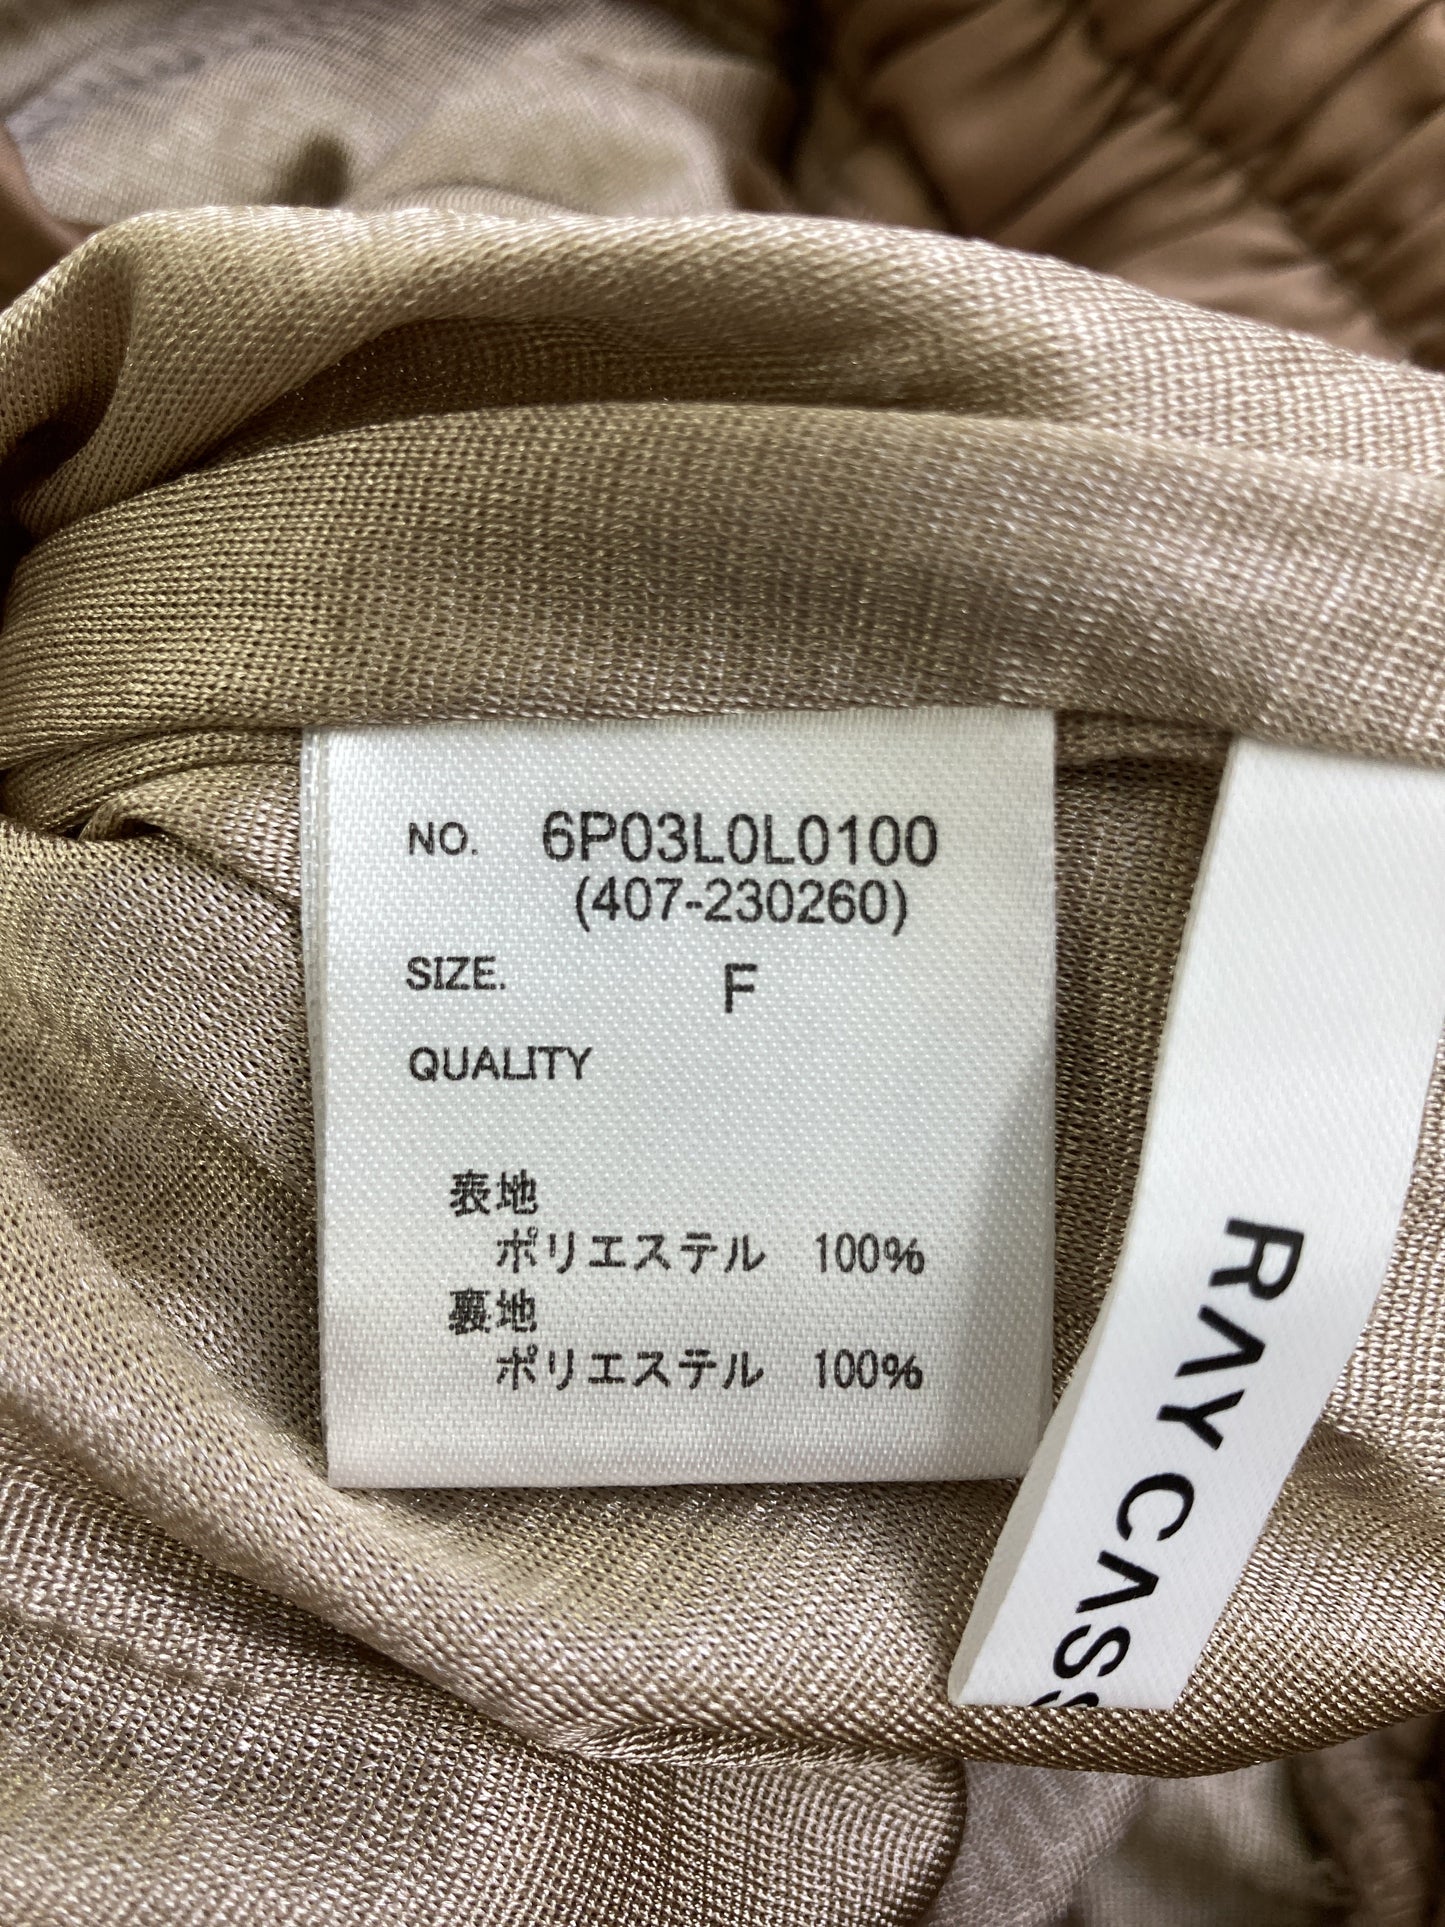 NO. 6P03L0L0100
(407-230260)
SIZE. F
QUALITY
表地
ポリエステル 100%
裏地
ポリエステル 100%
RAY CASS